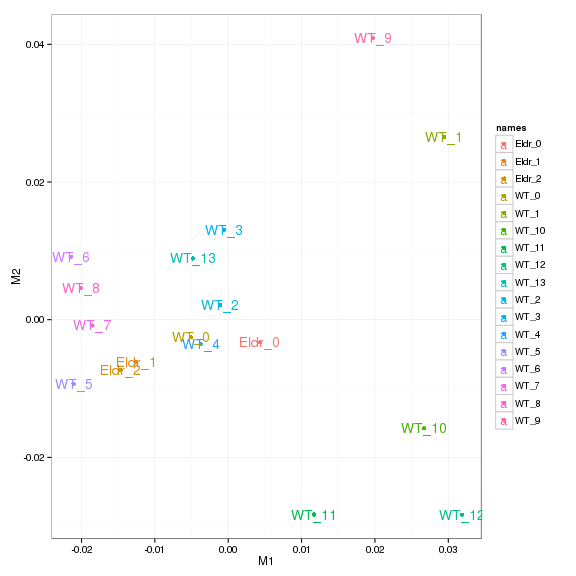 0.04
0.02
0.00
-0.02
M2
WT_9
WT_1
WT_3
WT_6
WT_13
WT_8
WT_2
WT_7
WT_0
WT_4
Eldr_0
Eldr_1
Eldr_2
WT_5
WT_10
WT_11
WT_12
-0.02
-0.01
0.00
0.01
0.02
0.03
M1
names
a Eldr_0
a Eldr_1
a Eldr_2
a WT_0
a WT_1
a WT_10
a WT_11
a WT_12
a WT_13
a WT_2
a WT_3
a WT_4
a WT_5
a WT_6
a WT_7
a WT_8
a WT_9